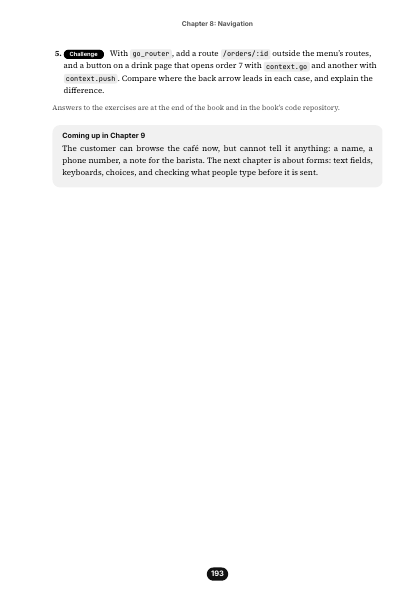 Chapter 8: Navigation
5. Challenge With go_router, add a route /orders/:id outside the menu's routes,
and a button on a drink page that opens order 7 with context.go and another with
context.push. Compare where the back arrow leads in each case, and explain the
difference.
Answers to the exercises are at the end of the book and in the book's code repository.
Coming up in Chapter 9
The customer can browse the café now, but cannot tell it anything: a name, a
phone number, a note for the barista. The next chapter is about forms: text fields,
keyboards, choices, and checking what people type before it is sent.
193